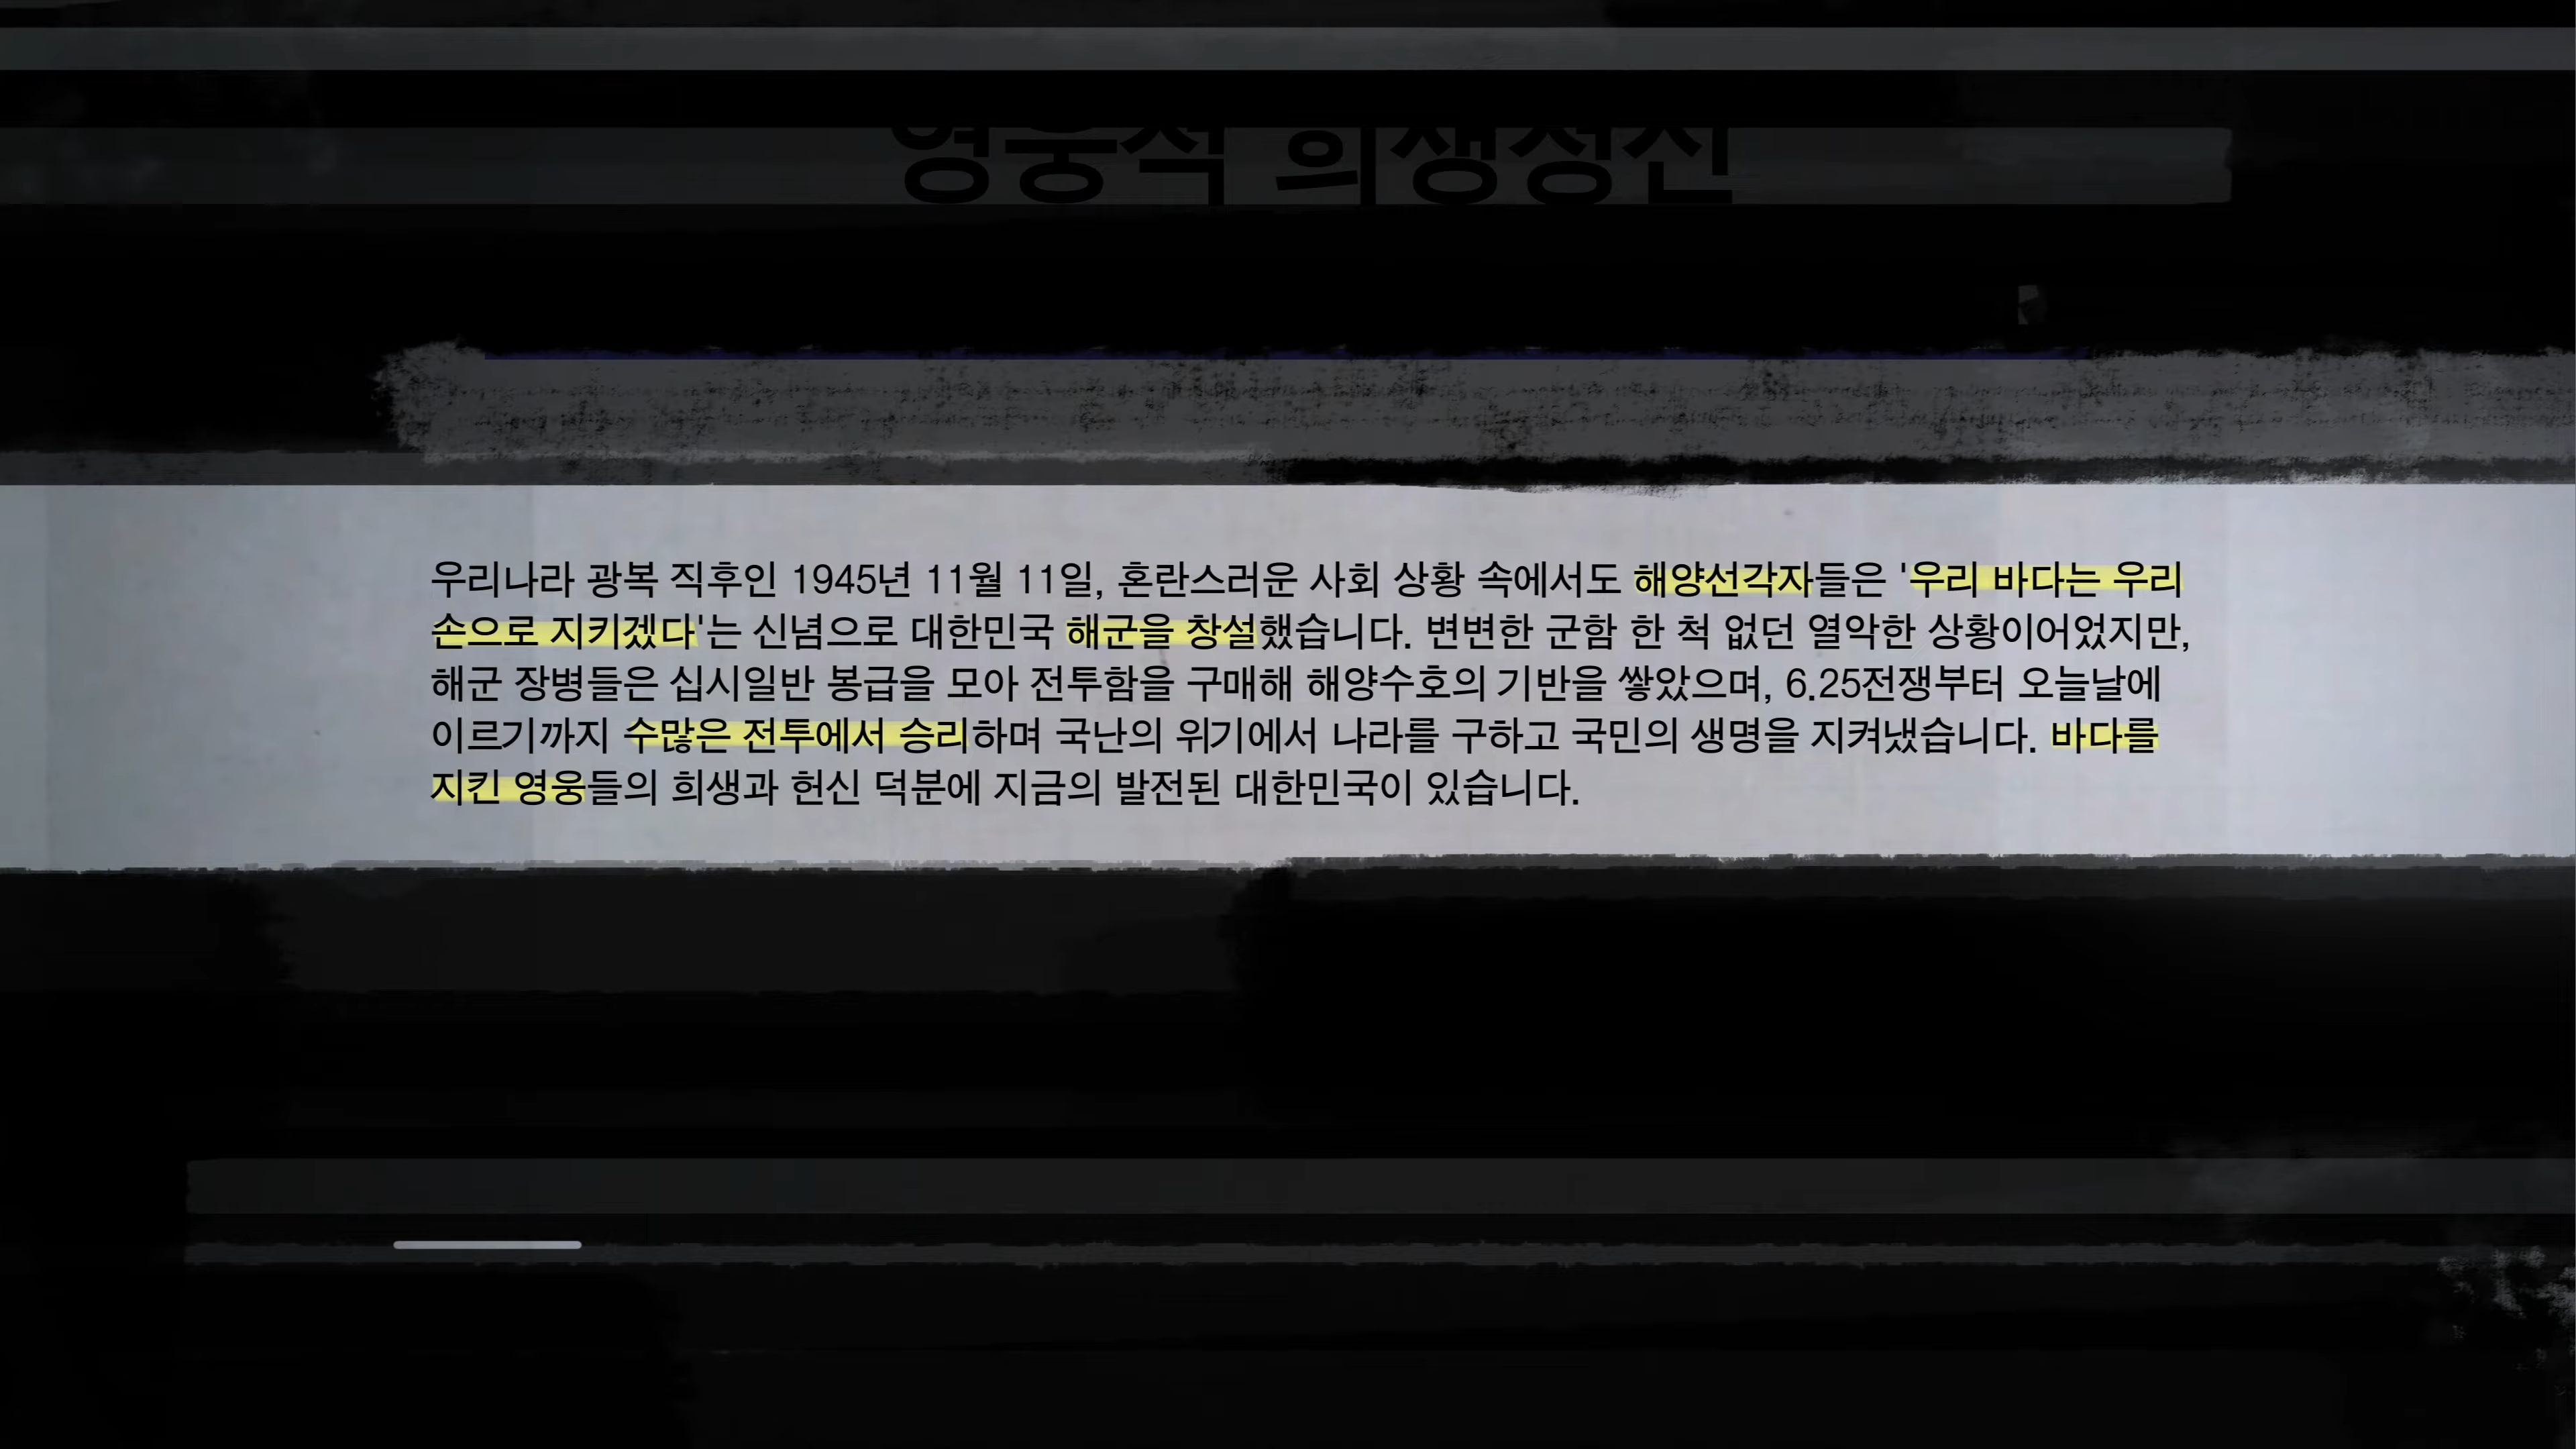 영웅적 희생정신
우리나라 광복 직후인 1945년 11월 11일, 혼란스러운 사회 상황 속에서도 해양선각자들은 '우리 바다는 우리
손으로 지키겠다'는 신념으로 대한민국 해군을 창설했습니다. 변변한 군함 한 척 없던 열악한 상황이어었지만,
해군 장병들은 십시일반 봉급을 모아 전투함을 구매해 해양수호의 기반을 쌓았으며, 6.25전쟁부터 오늘날에
이르기까지 수많은 전투에서 승리하며 국난의 위기에서 나라를 구하고 국민의 생명을 지켜냈습니다. 바다를
지킨 영웅들의 희생과 헌신 덕분에 지금의 발전된 대한민국이 있습니다.